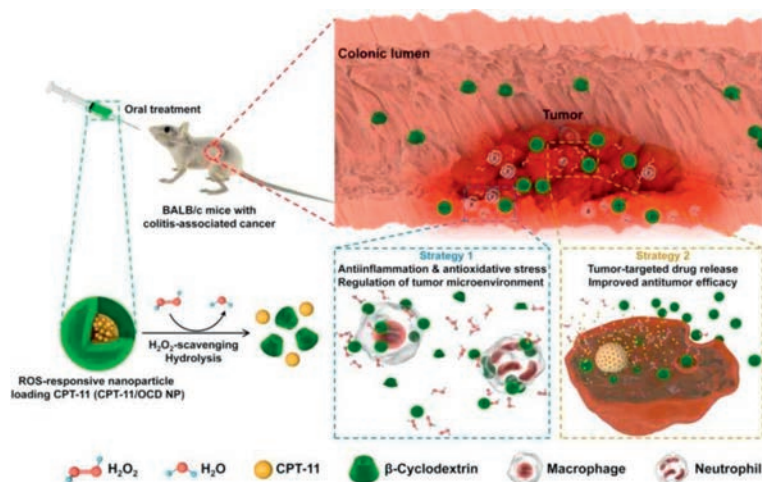 Colonic lumen
Oral treatment
Tumor
BALB/c mice with
colitis-associated cancer
Strategy 1
Antiinflammation & antioxidative stress
Regulation of tumor microenvironment
Strategy 2
Tumor-targeted drug release
Improved antitumor efficacy
H₂O₂-scavenging
Hydrolysis
ROS-responsive nanoparticle
loading CPT-11 (CPT-11/OCD NP)
H₂O₂
H₂O
CPT-11
β-Cyclodextrin
Macrophage
Neutrophil